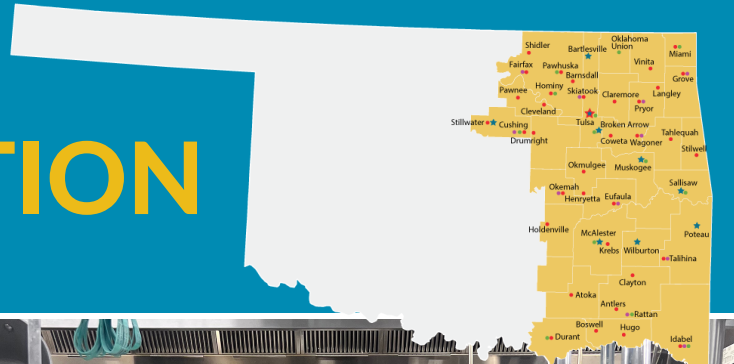 TION
Shidler
Bartlesville
Oklahoma
Union
Miami
Fairfax
Pawhuska
Vinita
Barnsdall
Grove
Pawnee
Hominy
Skiatook
Claremore
Langley
Cleveland
Pryor
Stillwater
Cushing
Tulsa
Broken Arrow
Tahlequah
Drumright
Coweta
Wagoner
Stilwell
Okmulgee
Muskogee
Okemah
Henryetta
Eufaula
Sallisaw
Holdenville
McAlester
Krebs
Wilburton
Poteau
Talihina
Clayton
Atoka
Antlers
Rattan
Boswell
Hugo
Durant
Idabel